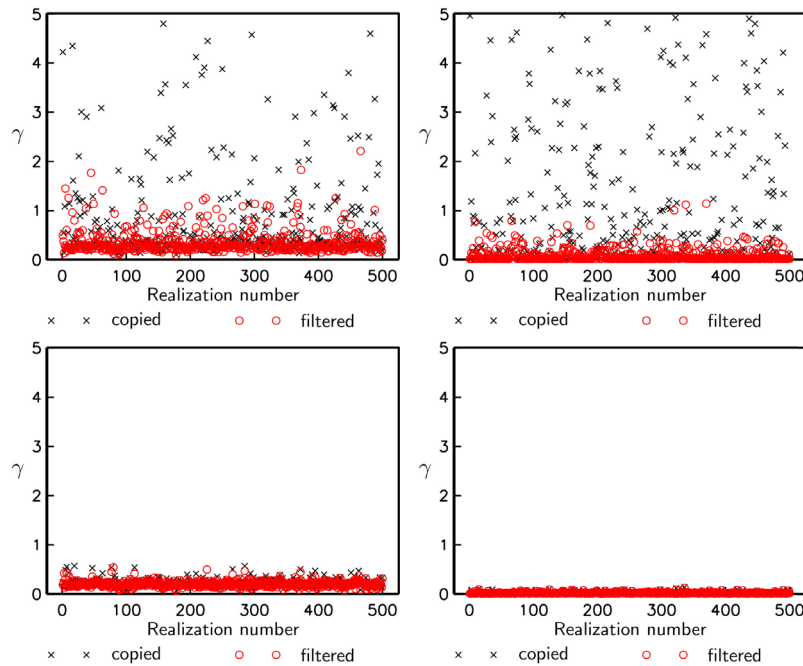 5
4
3
γ
2
1
0
0 100 200 300 400 500
Realization number
× × copied ○ ○ filtered
5
4
3
γ
2
1
0
0 100 200 300 400 500
Realization number
× × copied ○ ○ filtered
5
4
3
γ
2
1
0
0 100 200 300 400 500
Realization number
× × copied ○ ○ filtered
5
4
3
γ
2
1
0
0 100 200 300 400 500
Realization number
× × copied ○ ○ filtered